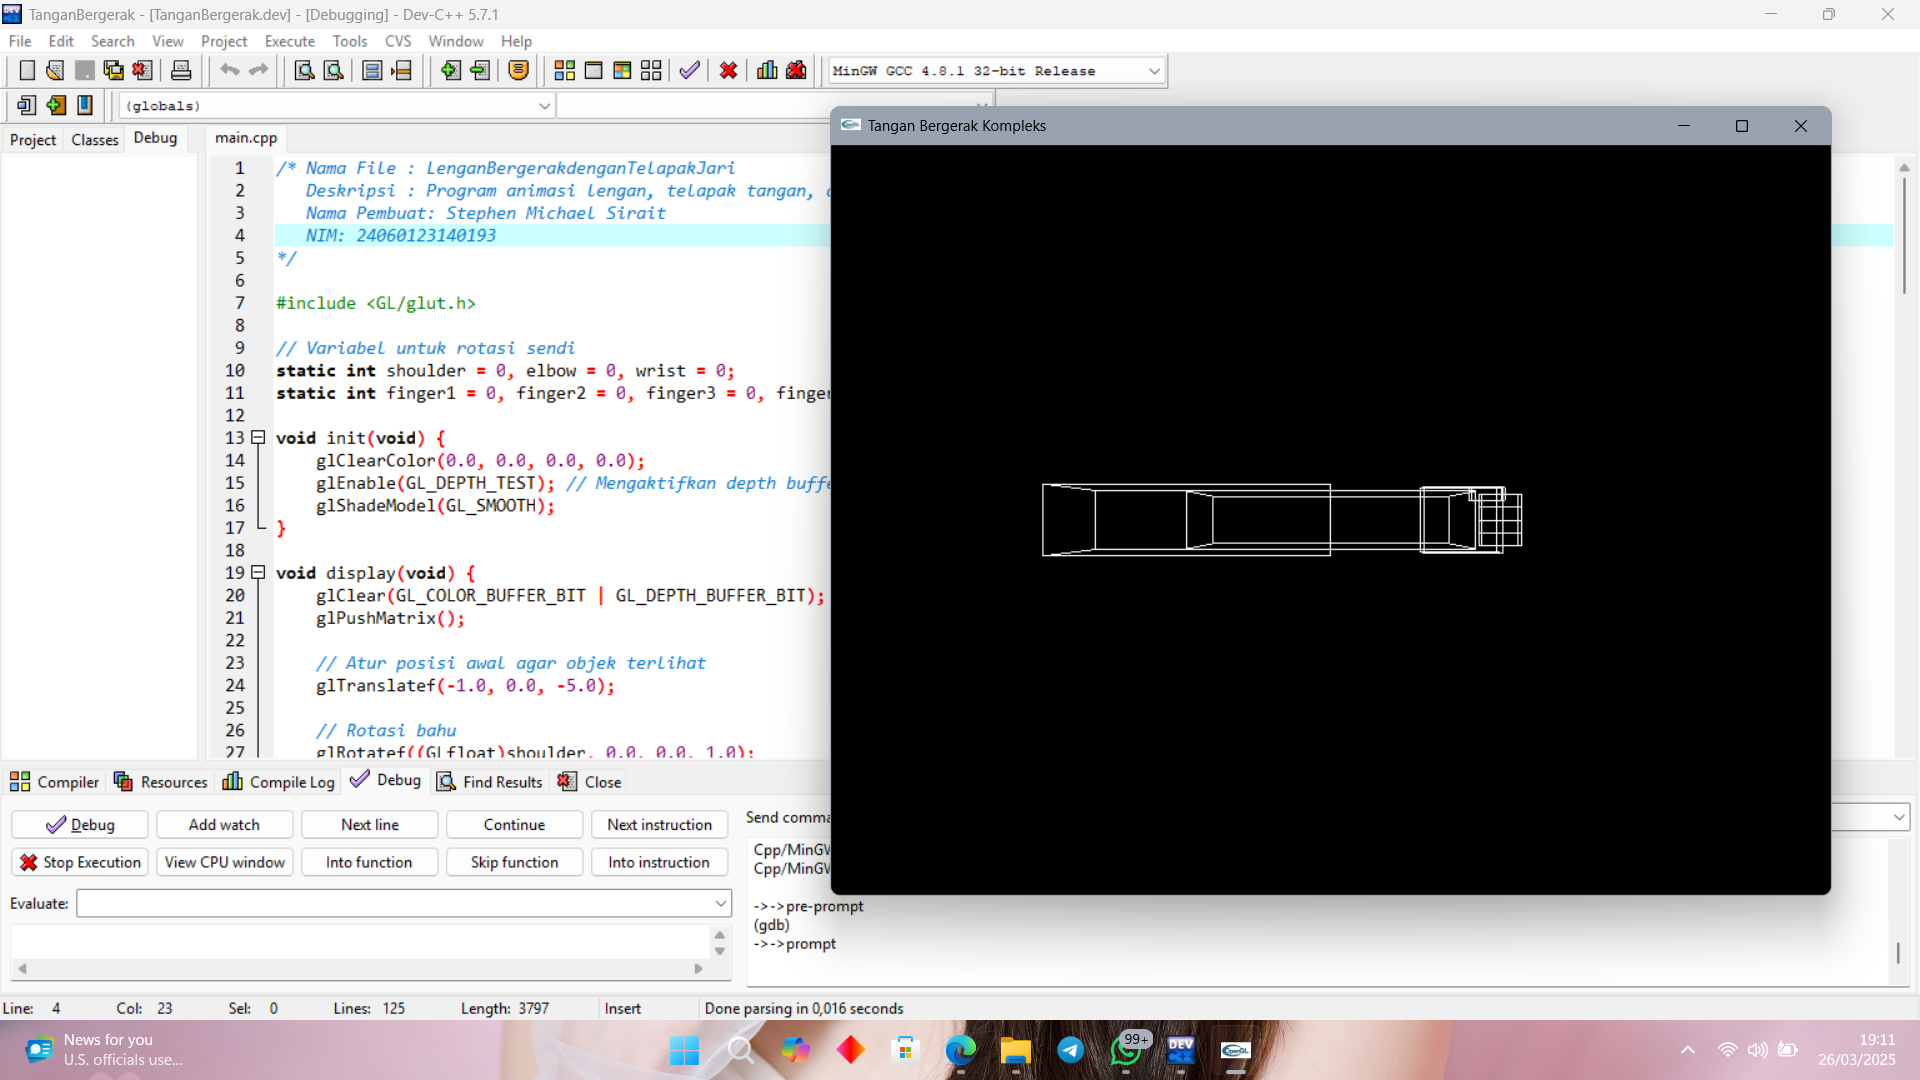 TanganBergerak - [TanganBergerak.dev] - [Debugging] - Dev-C++ 5.7.1
File Edit Search View Project Execute Tools CVS Window Help
MinGW GCC 4.8.1 32-bit Release
(globals)
Project Classes Debug
main.cpp
Tangan Bergerak Kompleks
1 /* Nama File : LenganBergerakdenganTelapakJari
2 Deskripsi : Program animasi lengan, telapak tangan,
3 Nama Pembuat: Stephen Michael Sirait
4 NIM: 24060123140193
5 */
6
7 #include <GL/glut.h>
8
9 // Variabel untuk rotasi sendi
10 static int shoulder = 0, elbow = 0, wrist = 0;
11 static int finger1 = 0, finger2 = 0, finger3 = 0, finger
12
13 void init(void) {
14 glClearColor(0.0, 0.0, 0.0, 0.0);
15 glEnable(GL_DEPTH_TEST); // Mengaktifkan depth buffe
16 glShadeModel(GL_SMOOTH);
17 }
18
19 void display(void) {
20 glClear(GL_COLOR_BUFFER_BIT | GL_DEPTH_BUFFER_BIT);
21 glPushMatrix();
22
23 // Atur posisi awal agar objek terlihat
24 glTranslatef(-1.0, 0.0, -5.0);
25
26 // Rotasi bahu
27 glRotatef((GLfloat)shoulder, 0.0, 0.0, 1.0);
Compiler Resources Compile Log Debug Find Results Close
Debug Add watch Next line Continue Next instruction
Stop Execution View CPU window Into function Skip function Into instruction
Evaluate:
Send comma
Cpp/MinGW
Cpp/MinGW
->->pre-prompt
(gdb)
->->prompt
Line: 4 Col: 23 Sel: 0 Lines: 125 Length: 3797 Insert Done parsing in 0,016 seconds
News for you
U.S. officials use...
99+
DEV
C++
OpenGL
19:11
26/03/2025